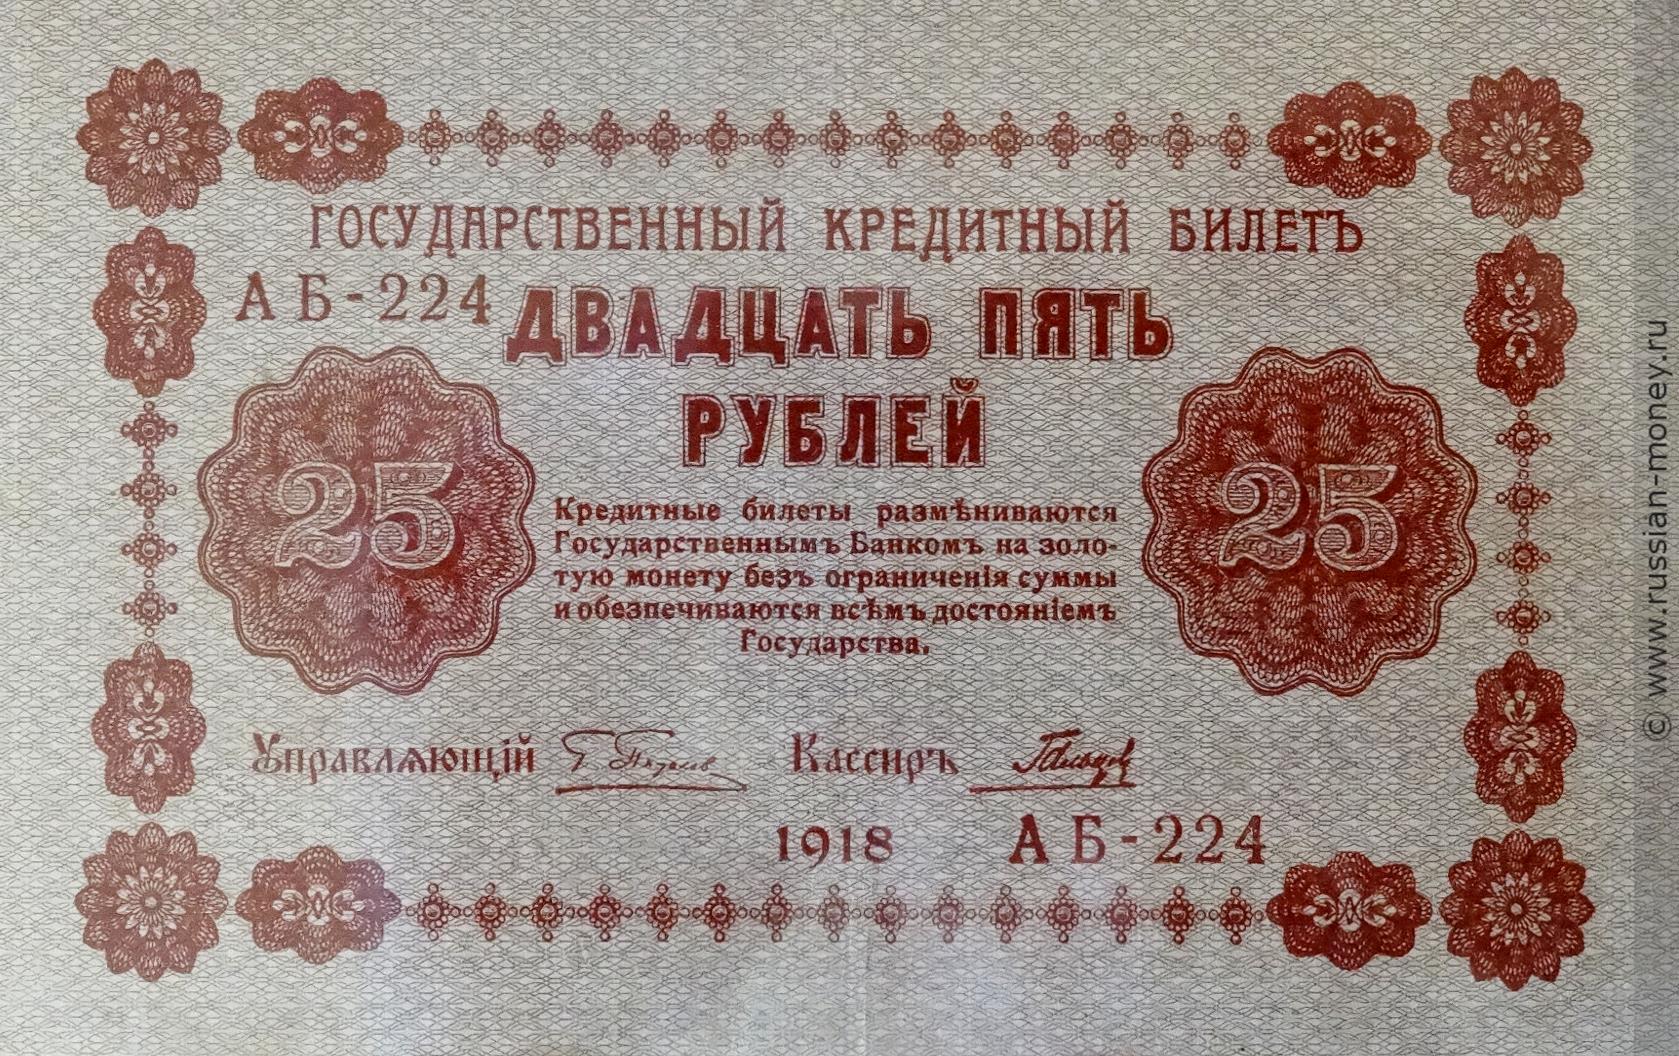 ГОСУДАРСТВЕННЫЙ КРЕДИТНЫЙ БИЛЕТЪ
АБ-224
ДВАДЦАТЬ ПЯТЬ
РУБЛЕЙ
25
25
Кредитные билеты размѣниваются
Государственнымъ Банкомъ на золо-
тую монету безъ ограниченія суммы
и обезпечиваются всѣмъ достояніемъ
Государства.
Управляющій
Кассиръ
1918 АБ-224
© www.russian-money.ru